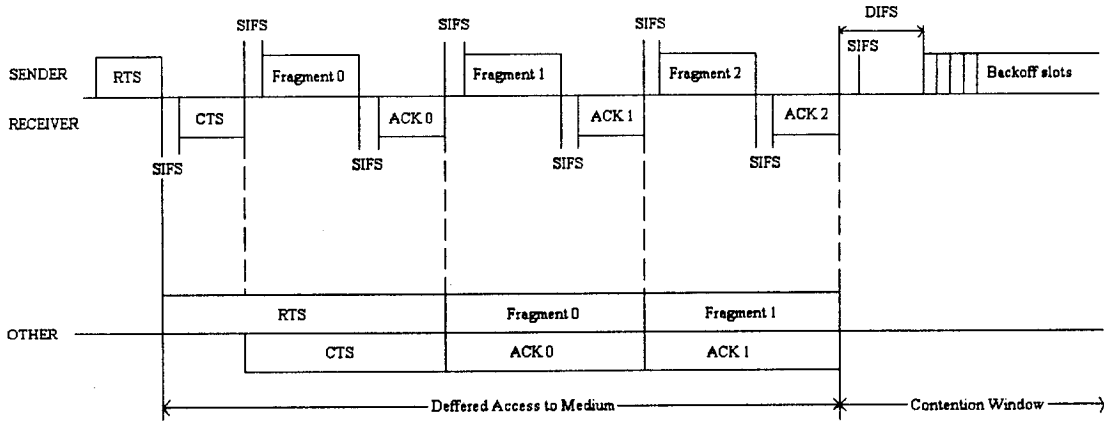 SIFS SIFS SIFS DIFS
SIFS
SENDER RTS Fragment 0 Fragment 1 Fragment 2 Backoff slots
RECEIVER CTS ACK 0 ACK 1 ACK 2
SIFS SIFS SIFS SIFS
RTS Fragment 0 Fragment 1
OTHER
CTS ACK 0 ACK 1
Deffered Access to Medium Contention Window